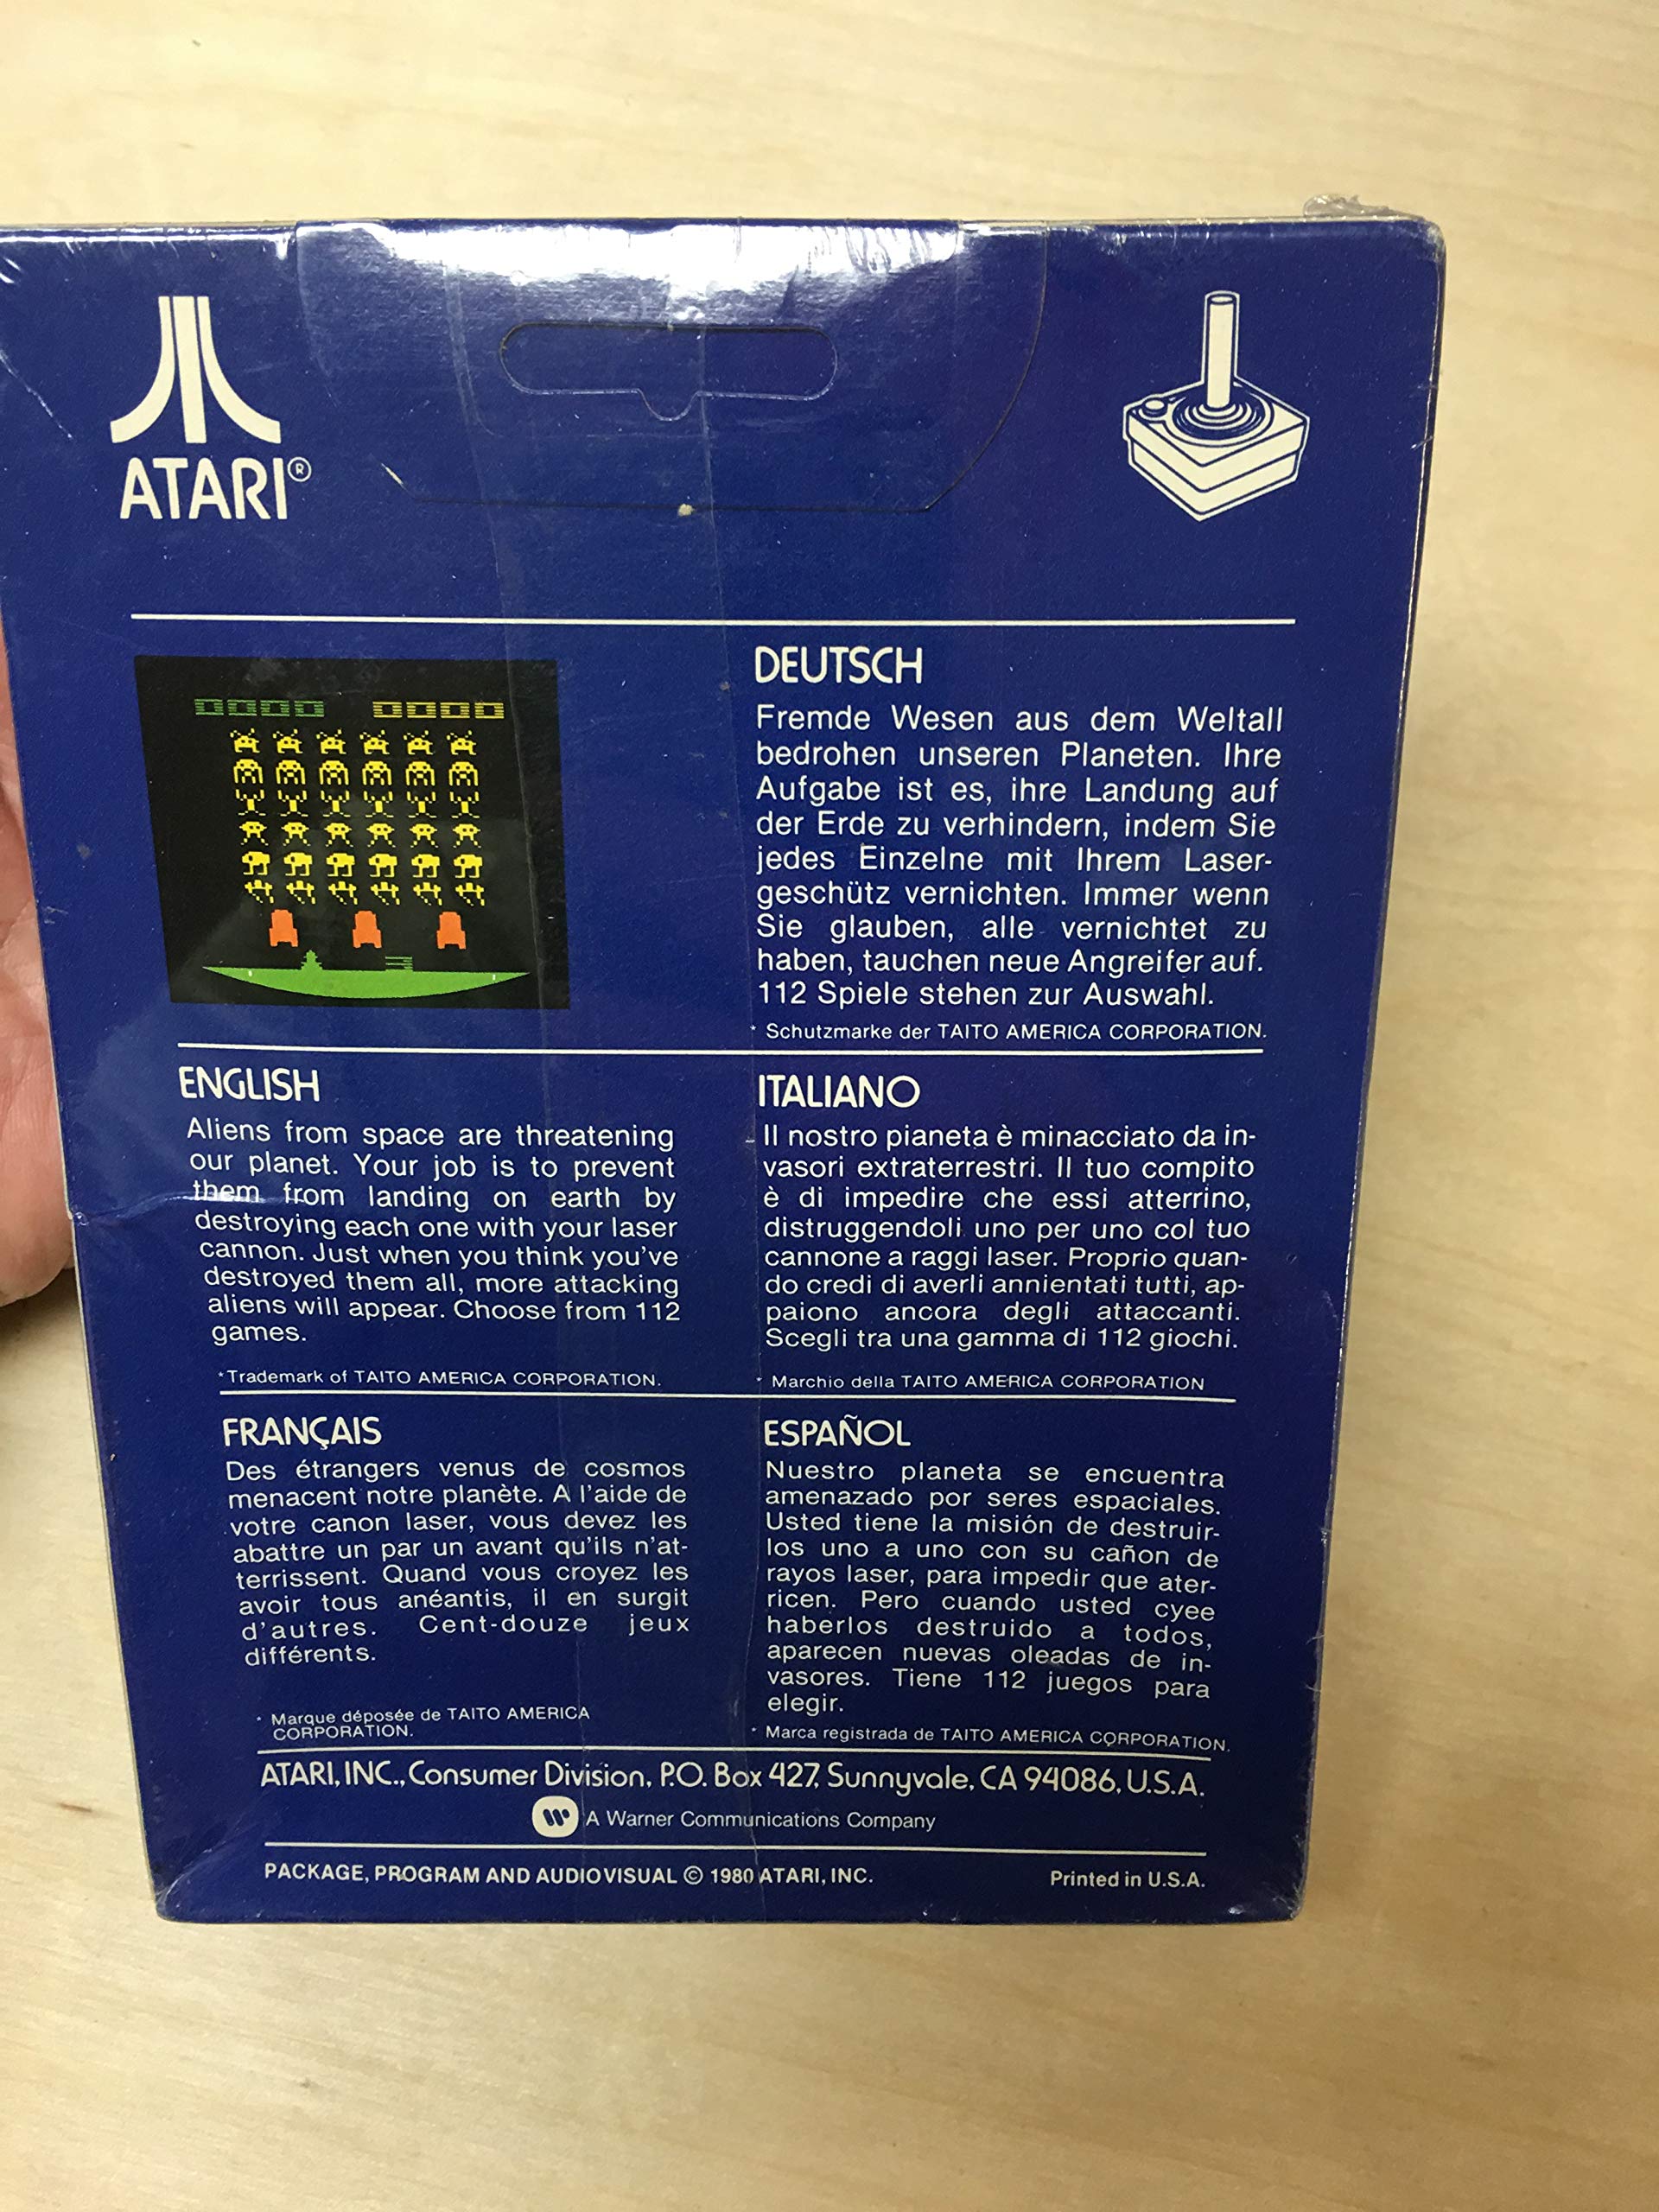 ATARI®
0000 0000
DEUTSCH
Fremde Wesen aus dem Weltall
bedrohen unseren Planeten. Ihre
Aufgabe ist es, ihre Landung auf
der Erde zu verhindern, indem Sie
jedes Einzelne mit Ihrem Laser-
geschütz vernichten. Immer wenn
Sie glauben, alle vernichtet zu
haben, tauchen neue Angreifer auf.
112 Spiele stehen zur Auswahl.
* Schutzmarke der TAITO AMERICA CORPORATION.
ENGLISH
Aliens from space are threatening
our planet. Your job is to prevent
them from landing on earth by
destroying each one with your laser
cannon. Just when you think you've
destroyed them all, more attacking
aliens will appear. Choose from 112
games.
*Trademark of TAITO AMERICA CORPORATION.
ITALIANO
Il nostro pianeta è minacciato da in-
vasori extraterrestri. Il tuo compito
è di impedire che essi atterrino,
distruggendoli uno per uno col tuo
cannone a raggi laser. Proprio quan-
do credi di averli annientati tutti, ap-
paiono ancora degli attaccanti.
Scegli tra una gamma di 112 giochi.
* Marchio della TAITO AMERICA CORPORATION
FRANÇAIS
Des étrangers venus de cosmos
menacent notre planète. A l'aide de
votre canon laser, vous devez les
abattre un par un avant qu'ils n'at-
terrissent. Quand vous croyez les
avoir tous anéantis, il en surgit
d'autres. Cent-douze jeux
différents.
* Marque déposée de TAITO AMERICA
CORPORATION.
ESPAÑOL
Nuestro planeta se encuentra
amenazado por seres espaciales.
Usted tiene la misión de destruir-
los uno a uno con su cañon de
rayos laser, para impedir que ater-
ricen. Pero cuando usted cyee
haberlos destruido a todos,
aparecen nuevas oleadas de in-
vasores. Tiene 112 juegos para
elegir.
* Marca registrada de TAITO AMERICA CORPORATION.
ATARI, INC., Consumer Division, P.O. Box 427, Sunnyvale, CA 94086, U.S.A.
A Warner Communications Company
PACKAGE, PROGRAM AND AUDIOVISUAL © 1980 ATARI, INC.
Printed in U.S.A.